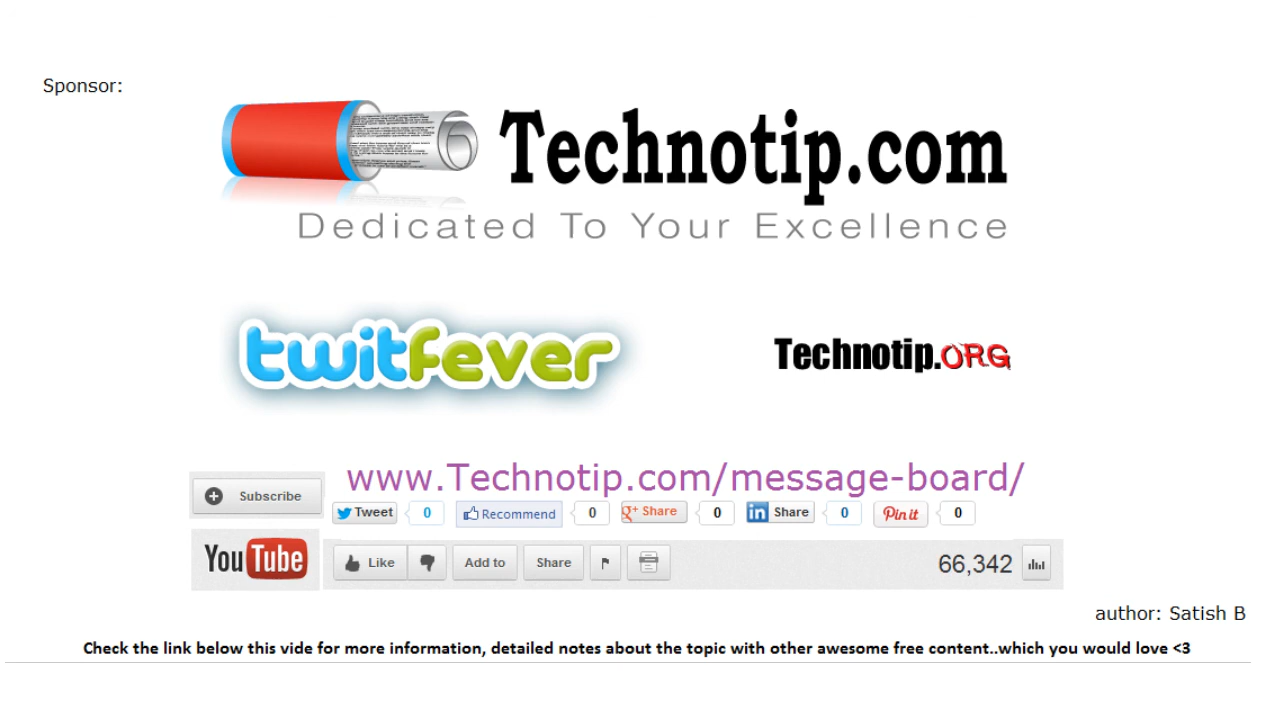 Sponsor:
Technotip.com
Dedicated To Your Excellence
twitfever
Technotip.ORG
www.Technotip.com/message-board/
Subscribe
Tweet 0 Recommend 0 g+ Share 0 in Share 0 Pin it 0
YouTube
Like Add to Share 66,342
author: Satish B
Check the link below this vide for more information, detailed notes about the topic with other awesome free content..which you would love <3